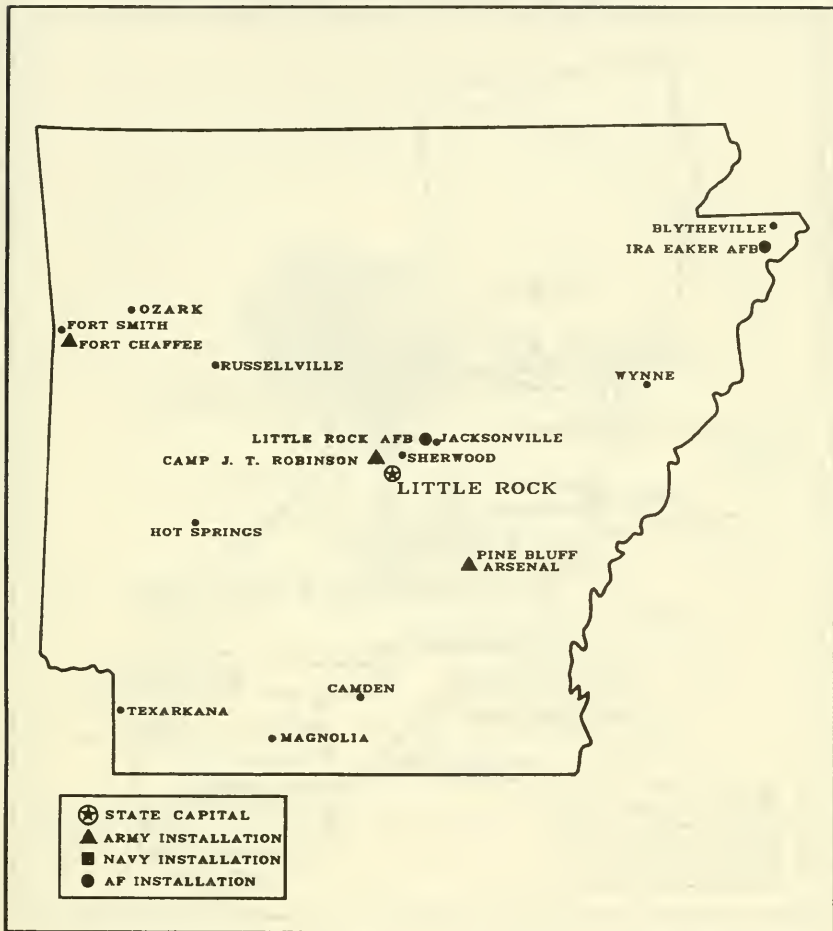 BLYTHEVILLE
IRA EAKER AFB
OZARK
FORT SMITH
FORT CHAFFEE
RUSSELLVILLE
WYNNE
LITTLE ROCK AFB
JACKSONVILLE
CAMP J. T. ROBINSON
SHERWOOD
LITTLE ROCK
HOT SPRINGS
PINE BLUFF
ARSENAL
CAMDEN
TEXARKANA
MAGNOLIA
STATE CAPITAL
ARMY INSTALLATION
NAVY INSTALLATION
AF INSTALLATION